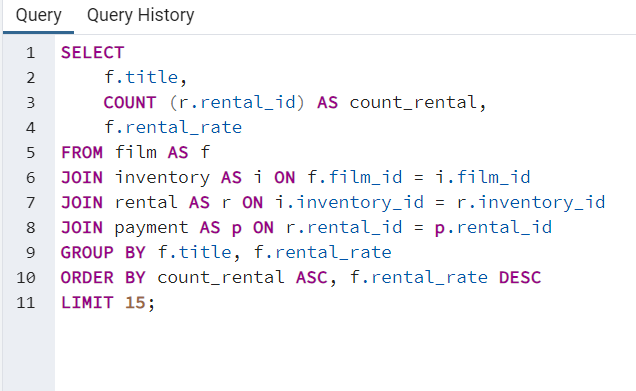 Query Query History
1 SELECT
2 f.title,
3 COUNT (r.rental_id) AS count_rental,
4 f.rental_rate
5 FROM film AS f
6 JOIN inventory AS i ON f.film_id = i.film_id
7 JOIN rental AS r ON i.inventory_id = r.inventory_id
8 JOIN payment AS p ON r.rental_id = p.rental_id
9 GROUP BY f.title, f.rental_rate
10 ORDER BY count_rental ASC, f.rental_rate DESC
11 LIMIT 15;